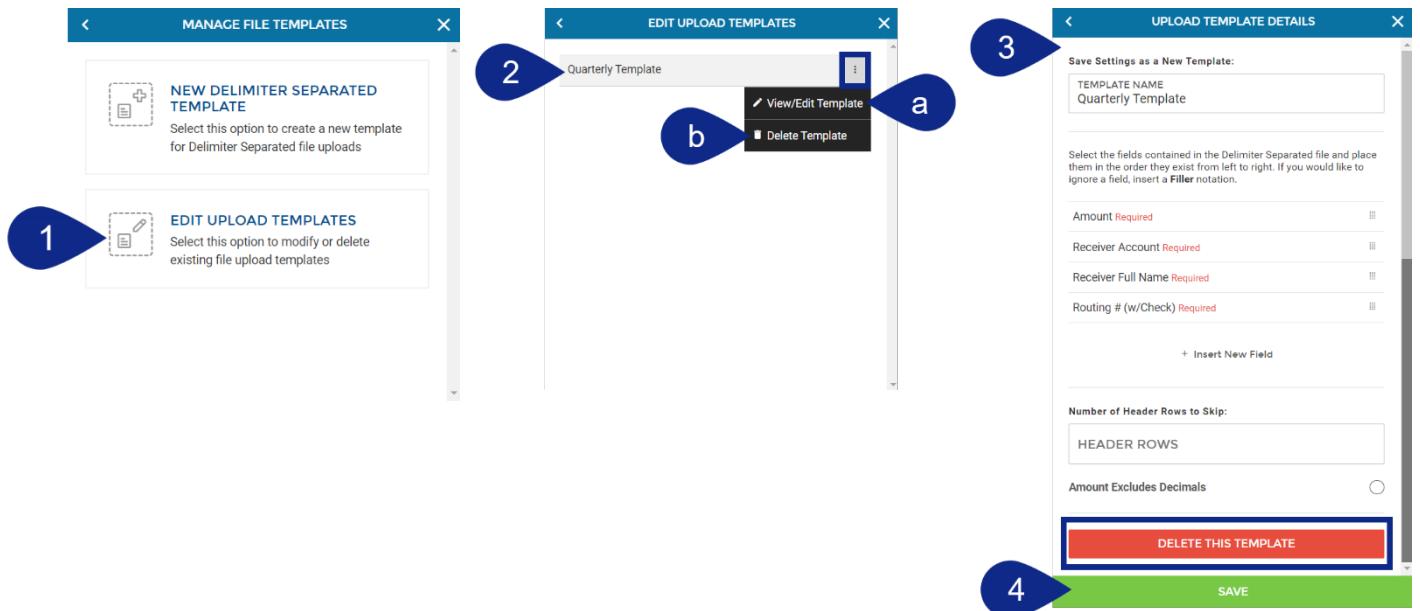 MANAGE FILE TEMPLATES
NEW DELIMITER SEPARATED
TEMPLATE
Select this option to create a new template
for Delimiter Separated file uploads
1
EDIT UPLOAD TEMPLATES
Select this option to modify or delete
existing file upload templates
EDIT UPLOAD TEMPLATES
2
Quarterly Template
View/Edit Template
a
b
Delete Template
UPLOAD TEMPLATE DETAILS
3
Save Settings as a New Template:
TEMPLATE NAME
Quarterly Template
Select the fields contained in the Delimiter Separated file and place
them in the order they exist from left to right. If you would like to
ignore a field, insert a Filler notation.
Amount Required
Receiver Account Required
Receiver Full Name Required
Routing # (w/Check) Required
+ Insert New Field
Number of Header Rows to Skip:
HEADER ROWS
Amount Excludes Decimals
DELETE THIS TEMPLATE
4
SAVE